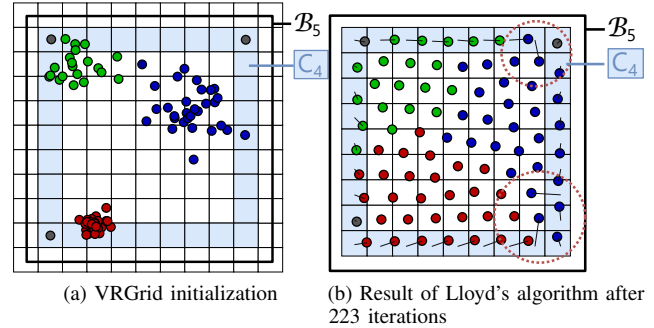 B₅
C₄
B₅
C₄
(a) VRGrid initialization
(b) Result of Lloyd's algorithm after
223 iterations